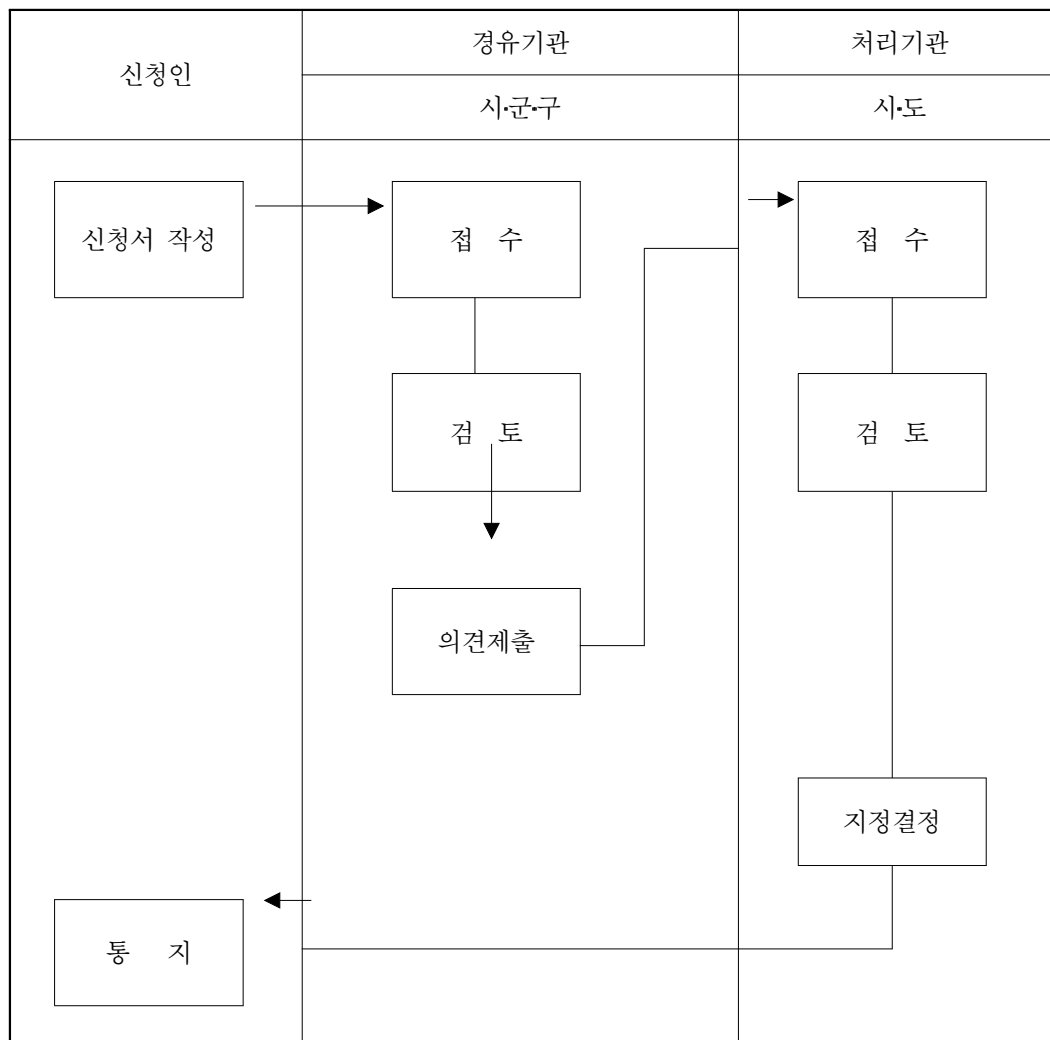 신청인
경유기관
처리기관
시·군·구
시·도
신청서 작성
접 수
접 수
검 토
검 토
의견제출
지정결정
통 지